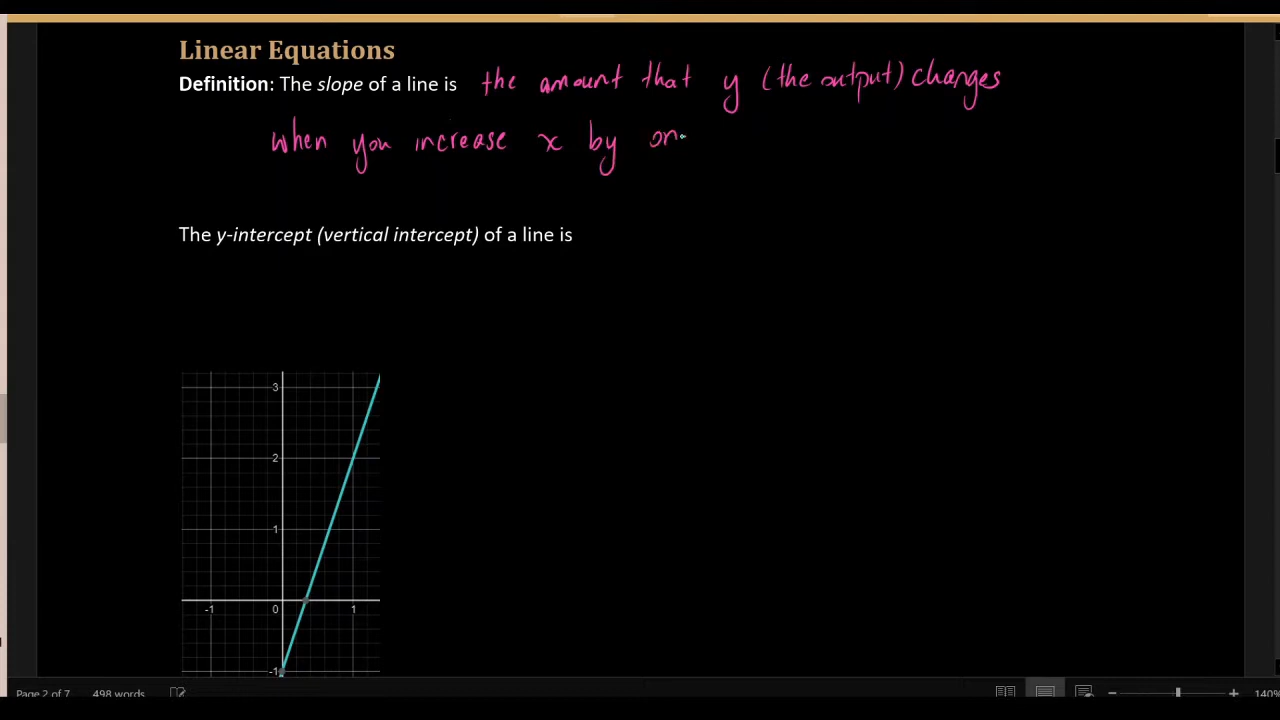 Linear Equations
Definition: The slope of a line is the amount that y (the output) changes
when you increase x by on
The y-intercept (vertical intercept) of a line is
3
2
1
-1 0 1
-1
Page 2 of 7 498 words 140%